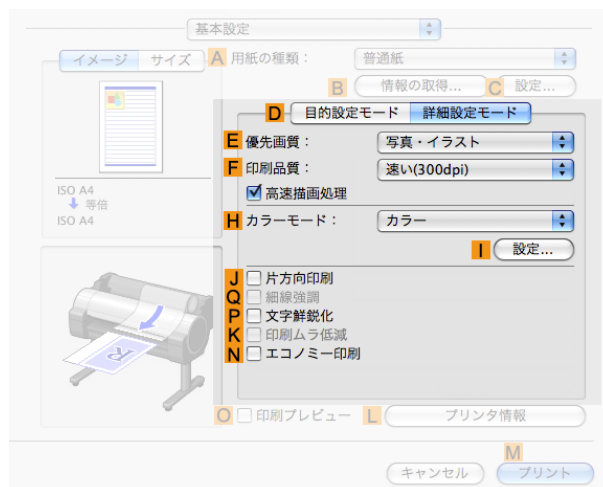 基本設定
イメージ サイズ
A 用紙の種類： 普通紙
B 情報の取得... C 設定...
D 目的設定モード 詳細設定モード
E 優先画質： 写真・イラスト
F 印刷品質： 速い(300dpi)
高速描画処理
ISO A4
等倍
ISO A4
H カラーモード： カラー
I 設定...
J 片方向印刷
Q 細線強調
P 文字鮮鋭化
K 印刷ムラ低減
N エコノミー印刷
O 印刷プレビュー L プリンタ情報
M
キャンセル プリント